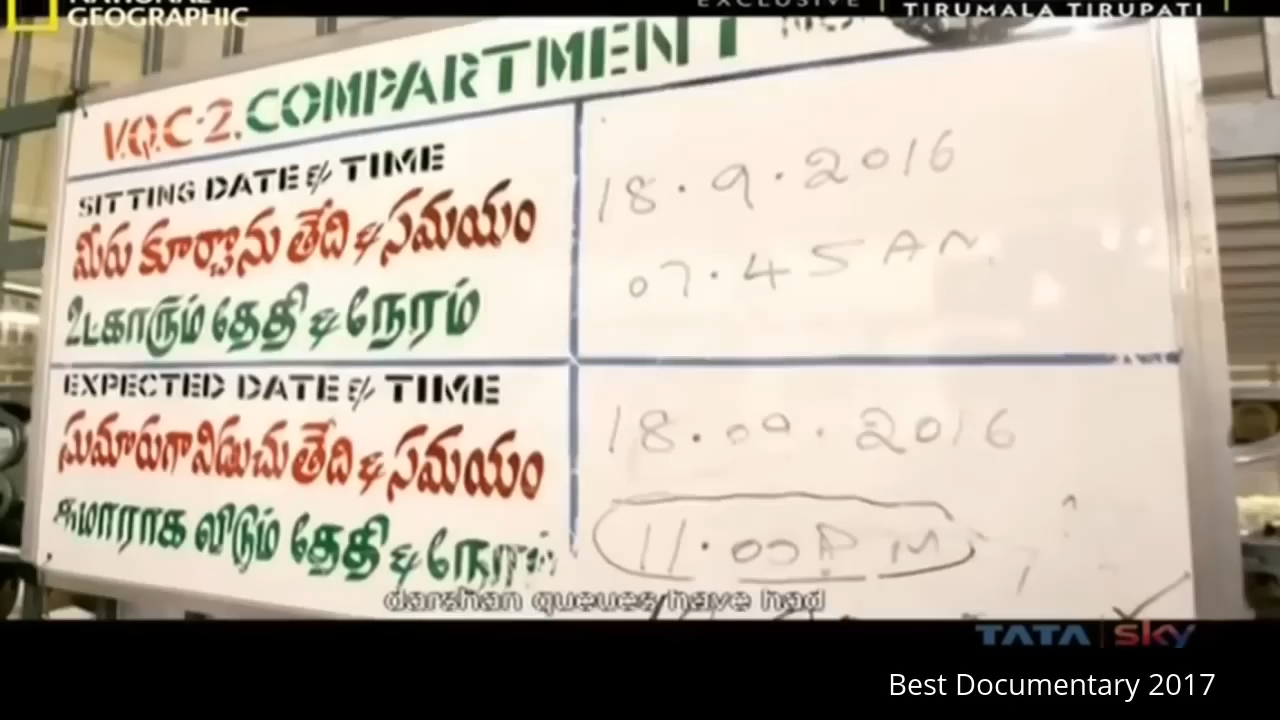 NATIONAL
GEOGRAPHIC
EXCLUSIVE
TIRUMALA TIRUPATI
V.Q.C-2. COMPARTMENT
SITTING DATE & TIME
మీరు కూర్చొను తేది & సమయం
உட்காரும் தேதி & நேரம்
18.9.2016
07.45 AM
EXPECTED DATE & TIME
సుమారుగా విడుచు తేది & సమయం
சுமாராக விடும் தேதி & நேரம்
18.09.2016
11.00 PM
darshan queues have had
TATA | sky
Best Documentary 2017